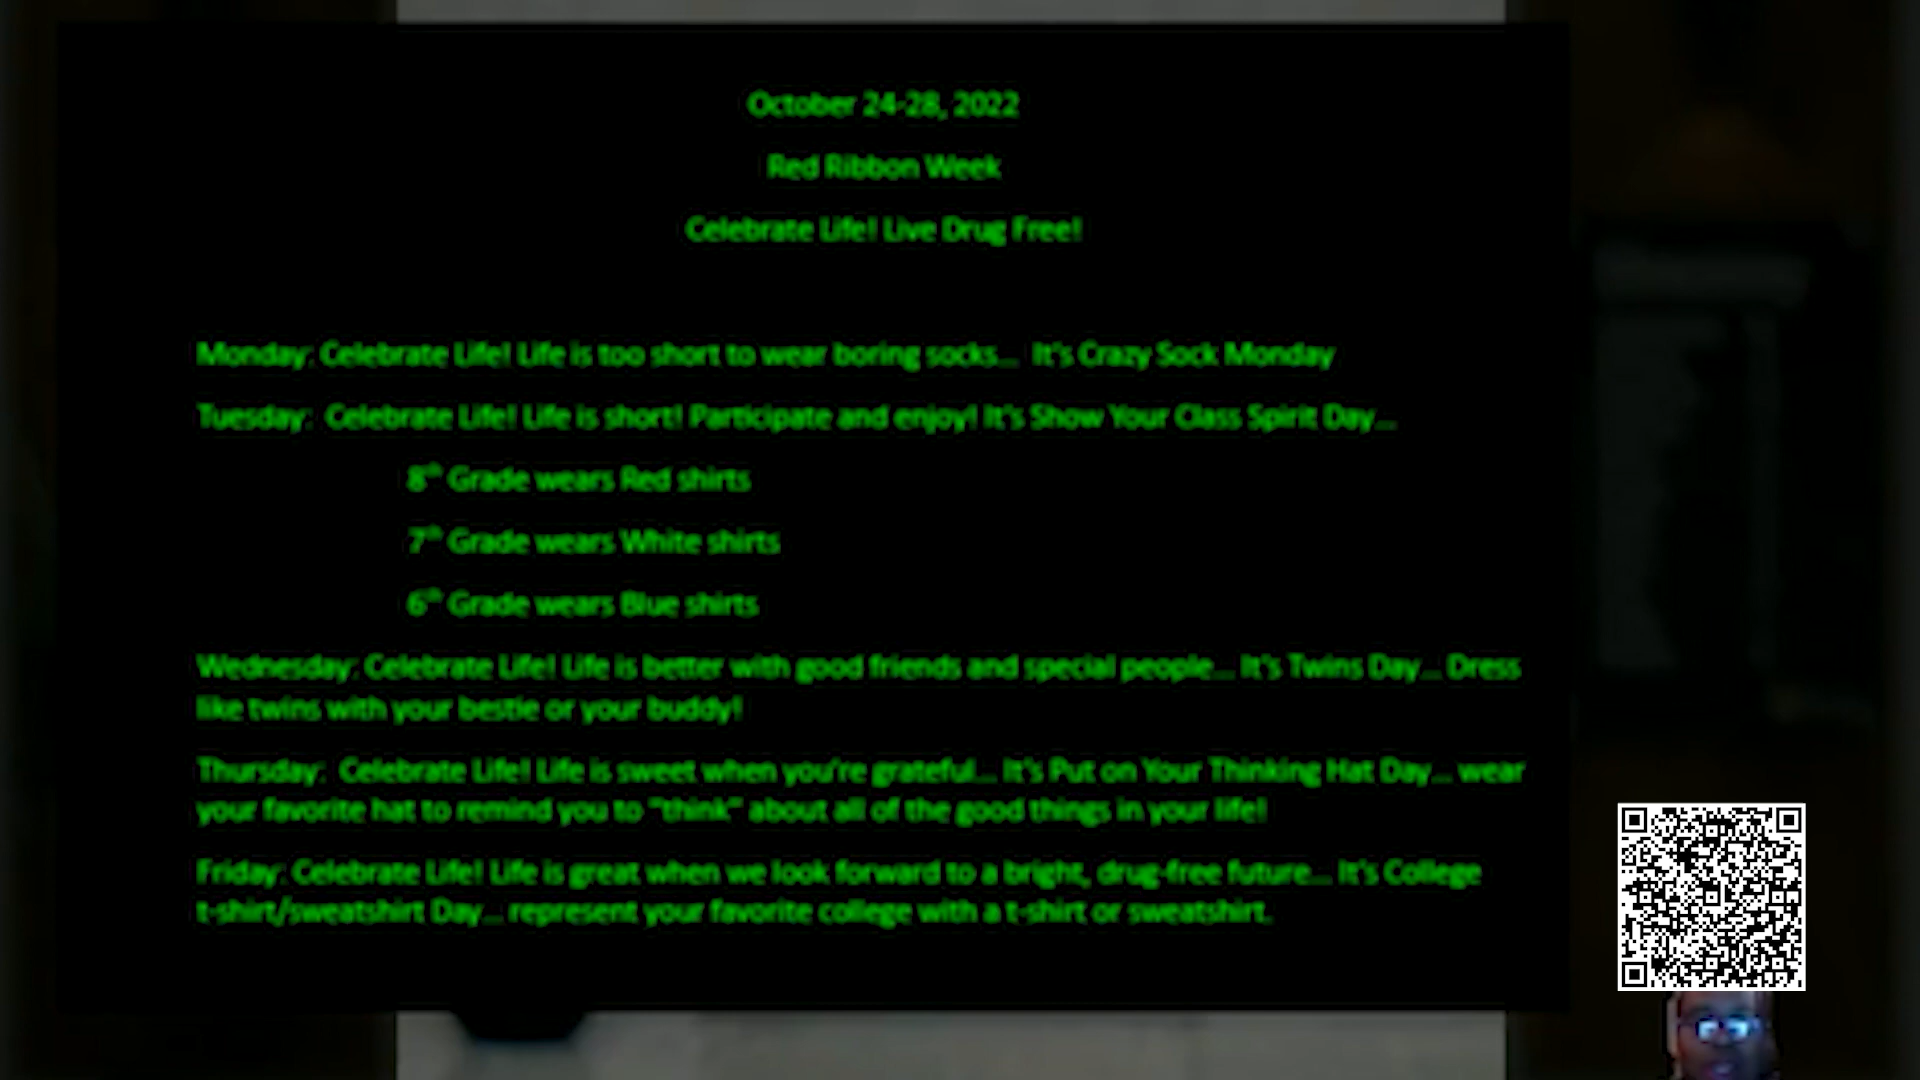 October 24-28, 2022
Red Ribbon Week
Celebrate Life! Live Drug Free!
Monday: Celebrate Life! Life is too short to wear boring socks... It's Crazy Sock Monday
Tuesday: Celebrate Life! Life is short! Participate and enjoy! It's Show Your Class Spirit Day...
8th Grade wears Red shirts
7th Grade wears White shirts
6th Grade wears Blue shirts
Wednesday: Celebrate Life! Life is better with good friends and special people... It's Twins Day... Dress
like twins with your bestie or your buddy!
Thursday: Celebrate Life! Life is sweet when you're grateful... It's Put on Your Thinking Hat Day... wear
your favorite hat to remind you to "think" about all of the good things in your life!
Friday: Celebrate Life! Life is great when we look forward to a bright, drug-free future... It's College
t-shirt/sweatshirt Day... represent your favorite college with a t-shirt or sweatshirt.